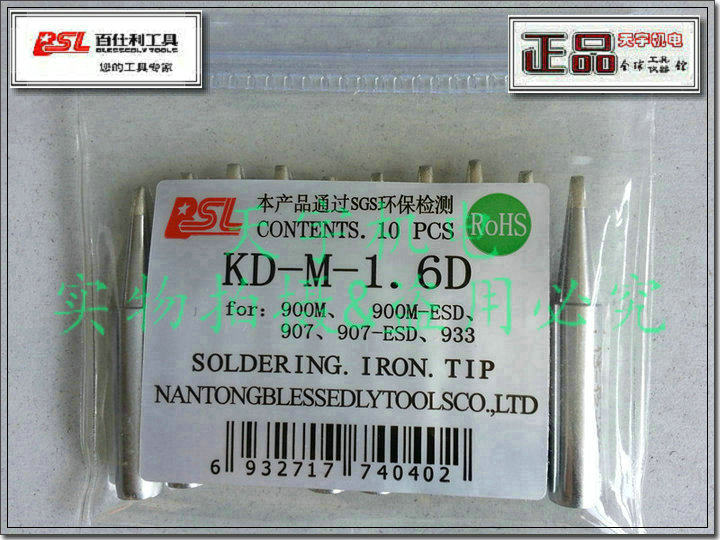 BSL 百仕利工具
BLESSEDLY TOOLS
您的工具专家
正品
天宇机电
全球工具仪器馆
BSL
本产品通过SGS环保检测
CONTENTS. 10 PCS
RoHS
KD-M-1.6D
天宇机电
实物拍摄&盗用必究
for: 900M、 900M-ESD、
907、907-ESD、933
SOLDERING. IRON. TIP
NANTONGBLESSEDLYTOOLSCO.,LTD
6 932717 740402